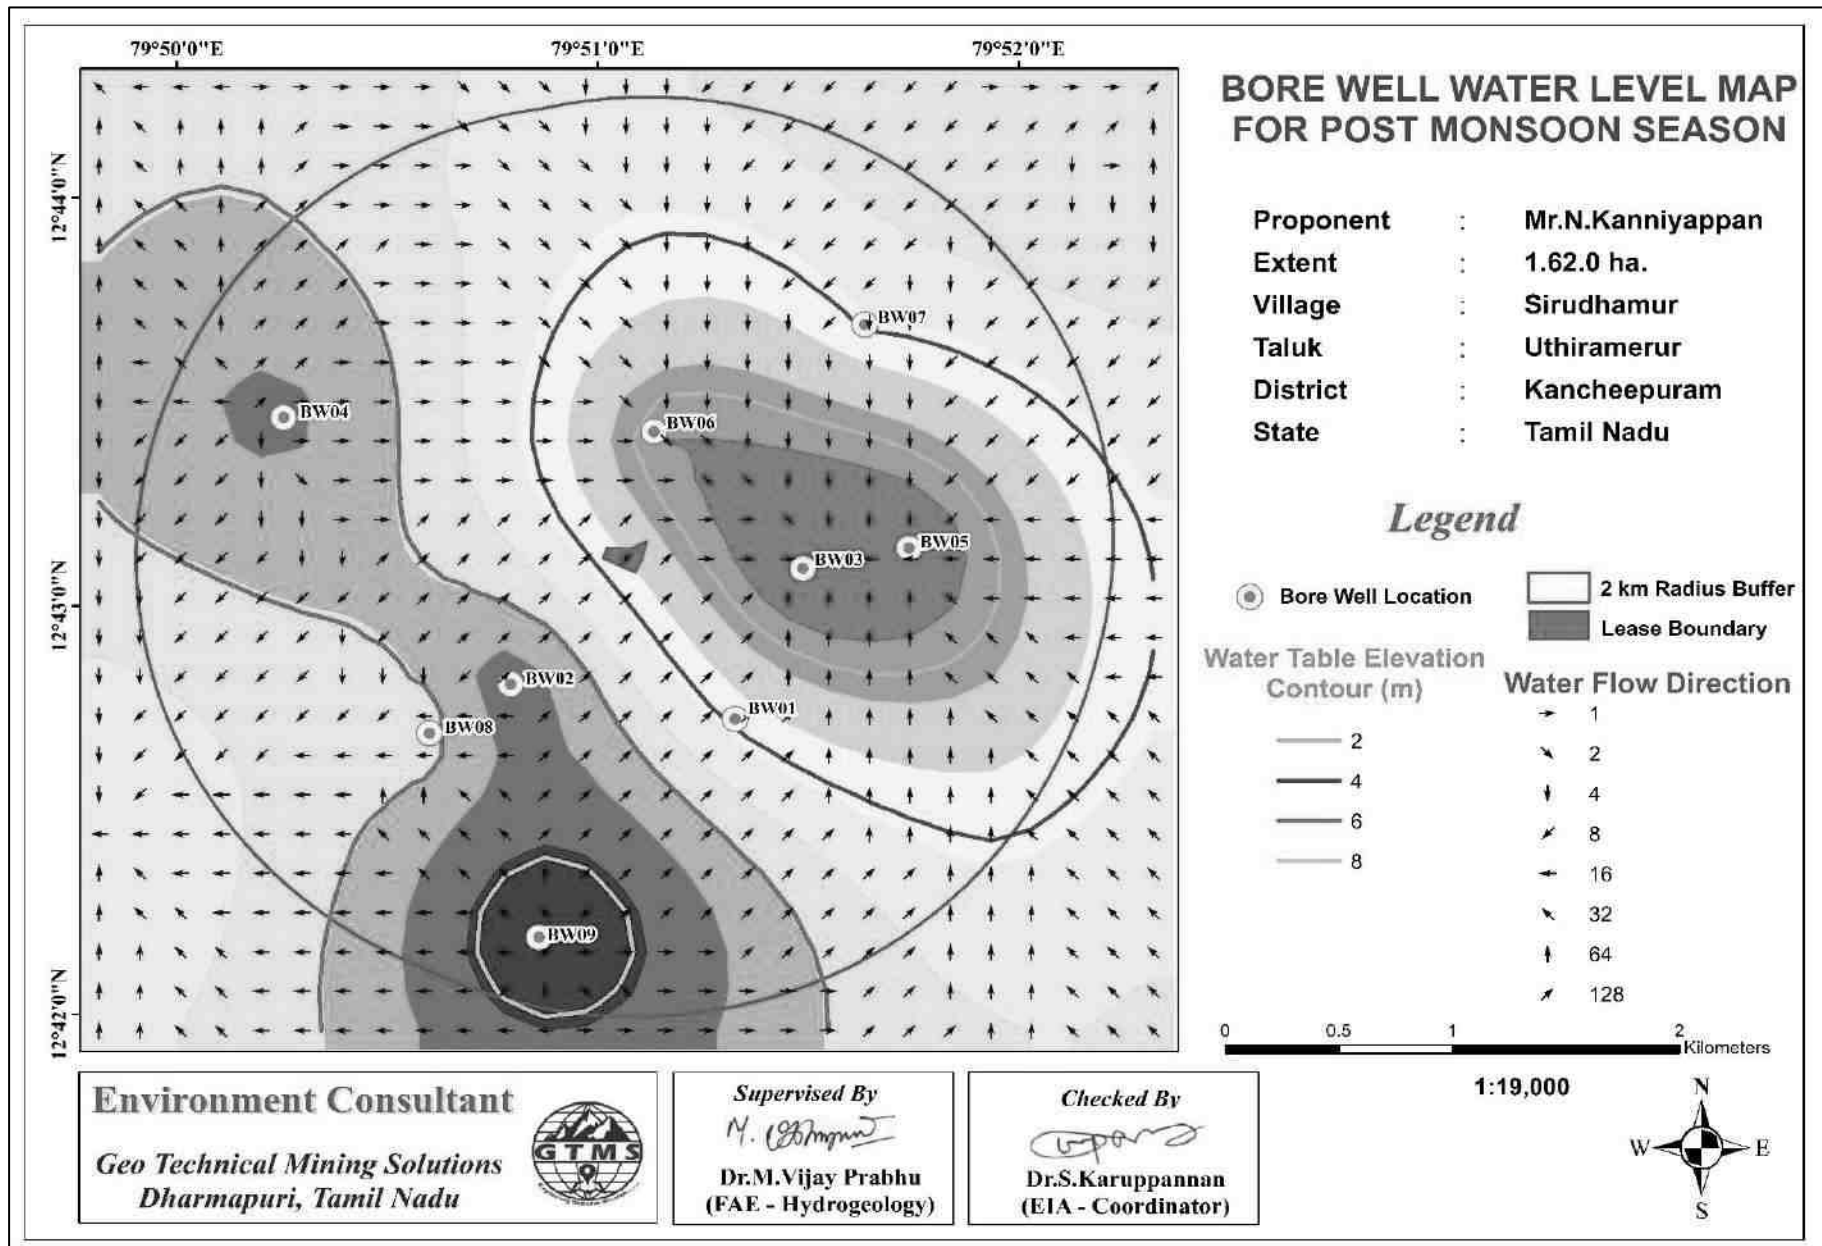 79°50'0"E
79°51'0"E
79°52'0"E
12°44'0"N
12°43'0"N
12°42'0"N
BW07
BW04
BW06
BW05
BW03
BW02
BW01
BW08
BW09
BORE WELL WATER LEVEL MAP
FOR POST MONSOON SEASON
Proponent : Mr.N.Kanniyappan
Extent : 1.62.0 ha.
Village : Sirudhamur
Taluk : Uthiramerur
District : Kancheepuram
State : Tamil Nadu
Legend
Bore Well Location
2 km Radius Buffer
Lease Boundary
Water Table Elevation
Contour (m)
2
4
6
8
Water Flow Direction
1
2
4
8
16
32
64
128
0 0.5 1 2
Kilometers
1:19,000
N
W E
S
Environment Consultant
Geo Technical Mining Solutions
Dharmapuri, Tamil Nadu
GTMS
Supervised By
Dr.M.Vijay Prabhu
(FAE - Hydrogeology)
Checked By
Dr.S.Karuppannan
(EIA - Coordinator)